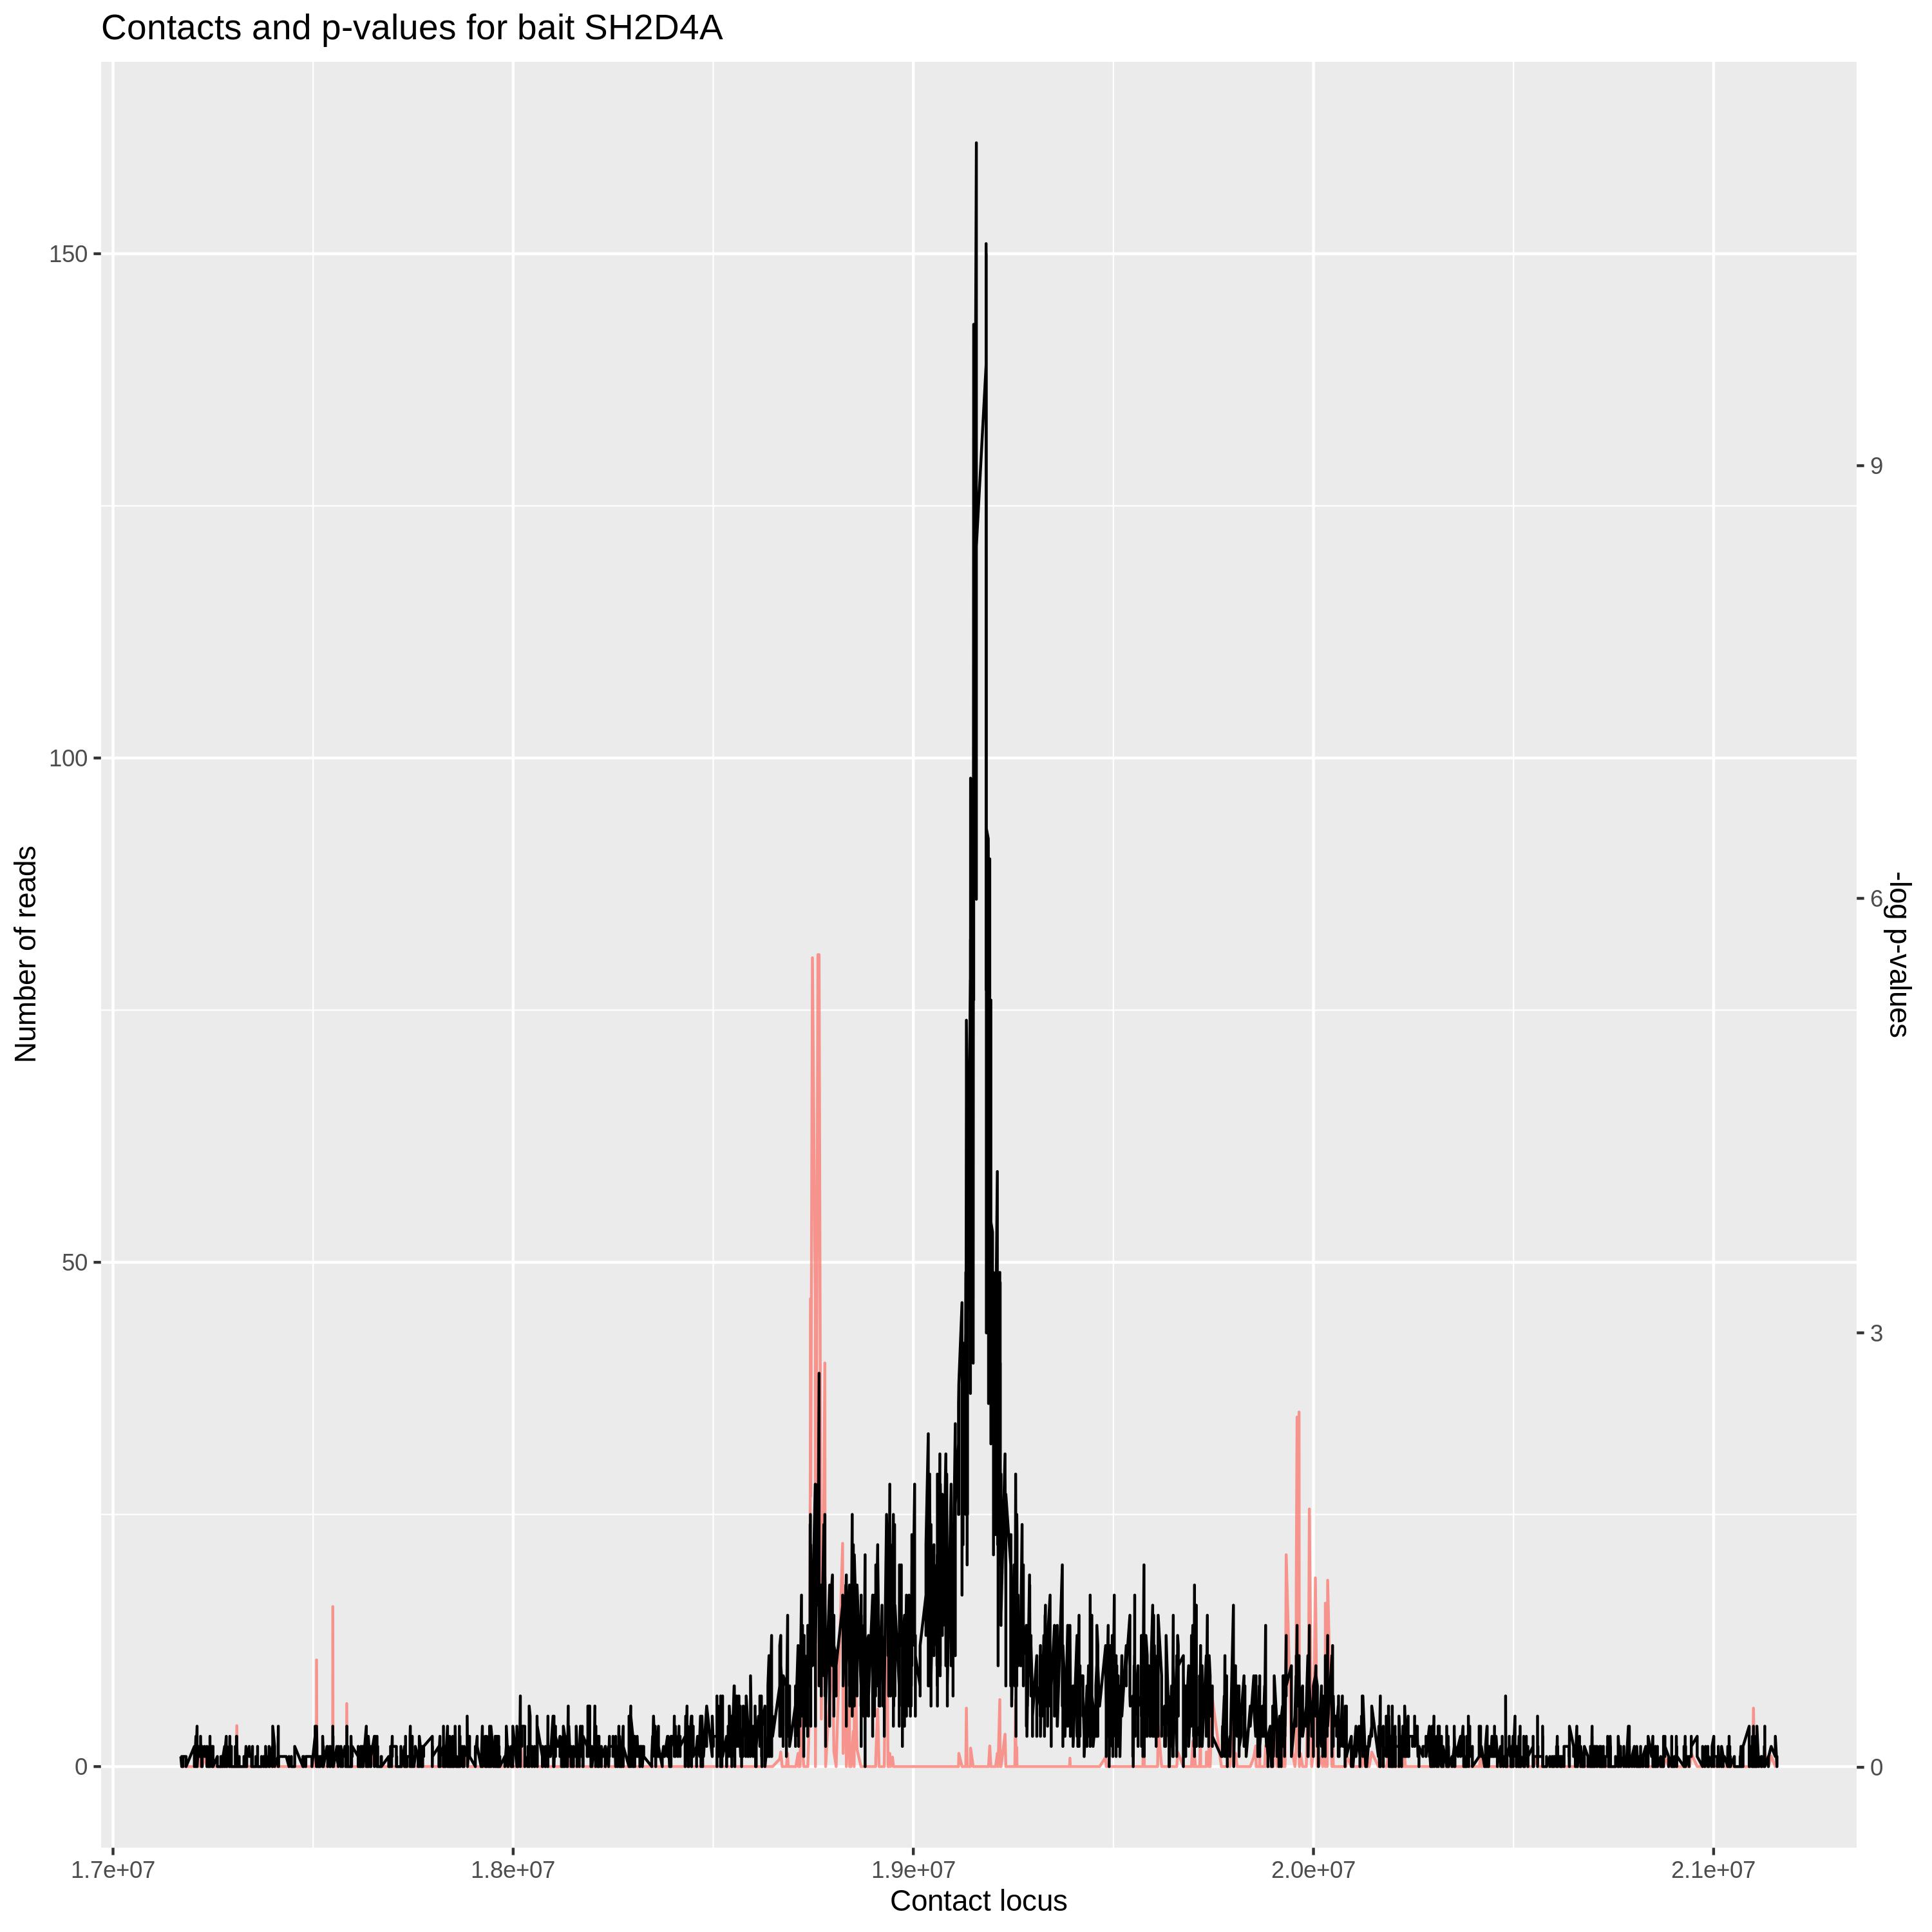 Contacts and p-values for bait SH2D4A
150
100
50
0
Number of reads
9
6
3
0
-log p-values
1.7e+07
1.8e+07
1.9e+07
2.0e+07
2.1e+07
Contact locus